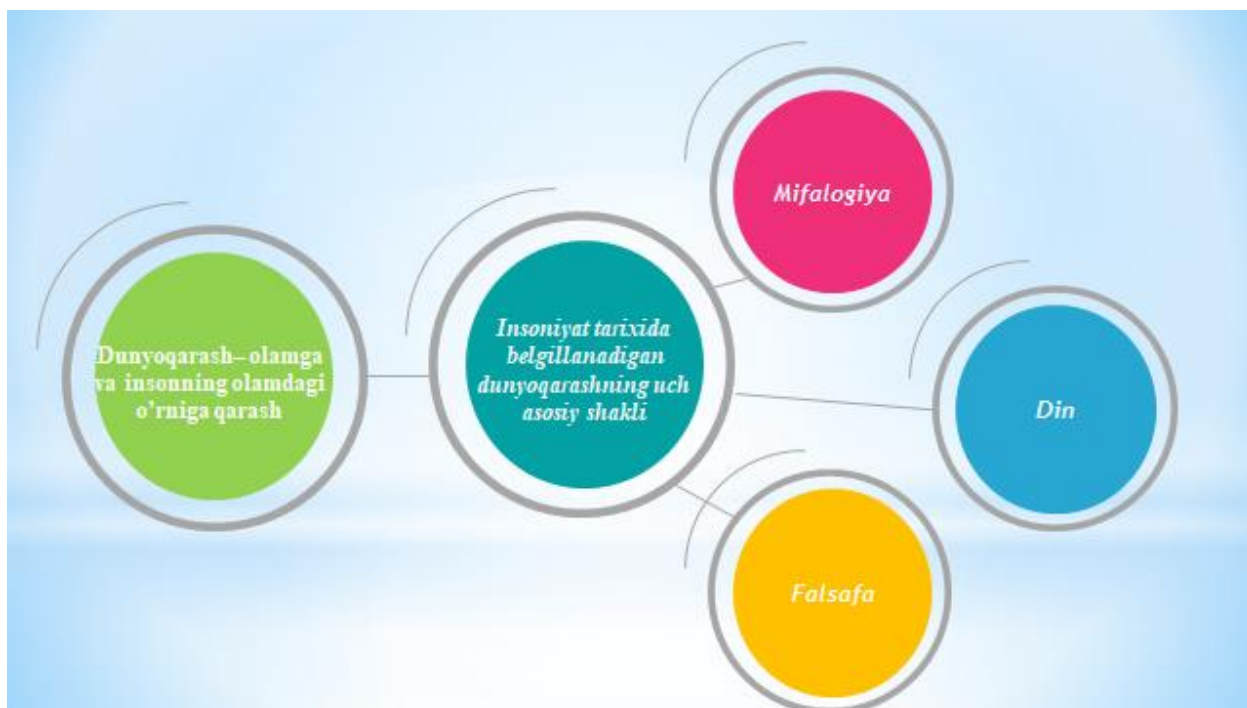 Dunyoqarash– olamga
va insonning olamdagi
o'rniga qarash
Insoniyat tarixida
belgillanadigan
dunyoqarashning uch
asosiy shakli
Mifalogiya
Din
Falsafa